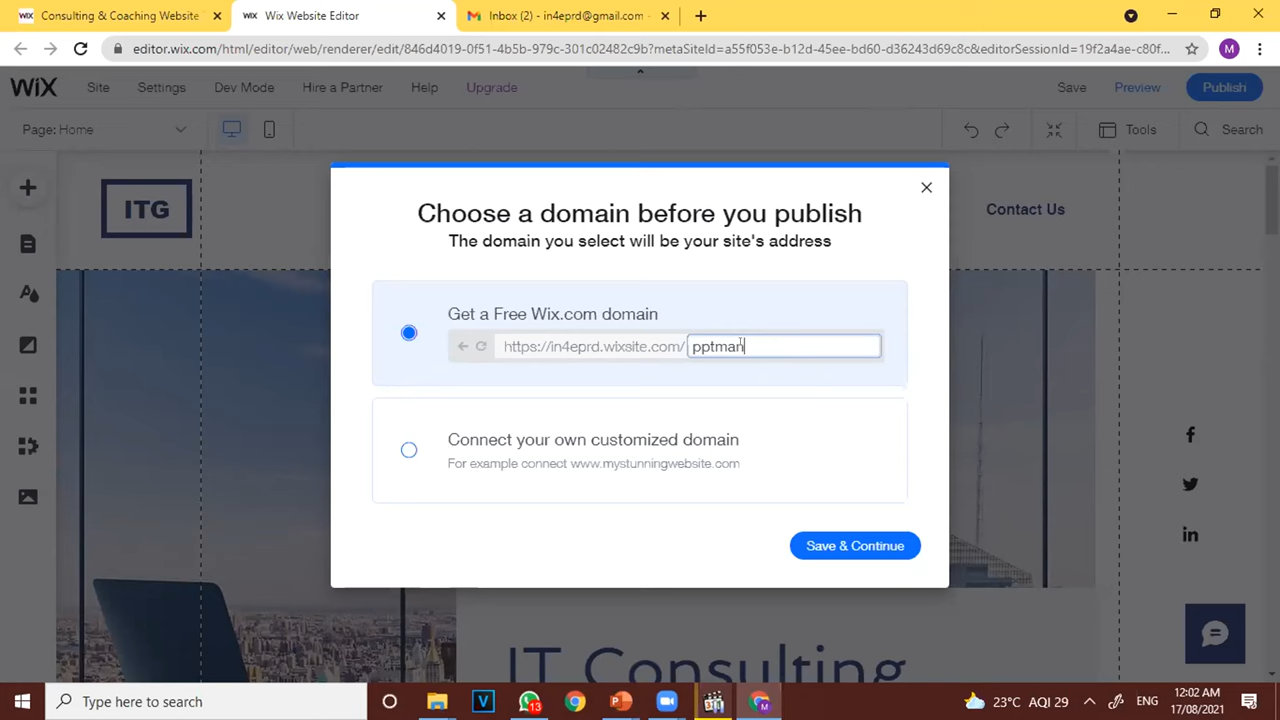 Consulting & Coaching Website
Wix Website Editor
Inbox (2) - in4eprd@gmail.com -
editor.wix.com/html/editor/web/renderer/edit/846d4019-0f51-4b5b-979c-301c02482c9b?metaSiteId=a55f053e-b12d-45ee-bd60-d36243d69c8c&editorSessionId=19f2a4ae-c80f...
M
WiX
Site
Settings
Dev Mode
Hire a Partner
Help
Upgrade
Save
Preview
Publish
Page: Home
Tools
Search
ITG
Contact Us
Choose a domain before you publish
The domain you select will be your site's address
Get a Free Wix.com domain
https://in4eprd.wixsite.com/ pptman
Connect your own customized domain
For example connect www.mystunningwebsite.com
Save & Continue
IT Consulting
Type here to search
13
23°C AQI 29
ENG
12:02 AM
17/08/2021